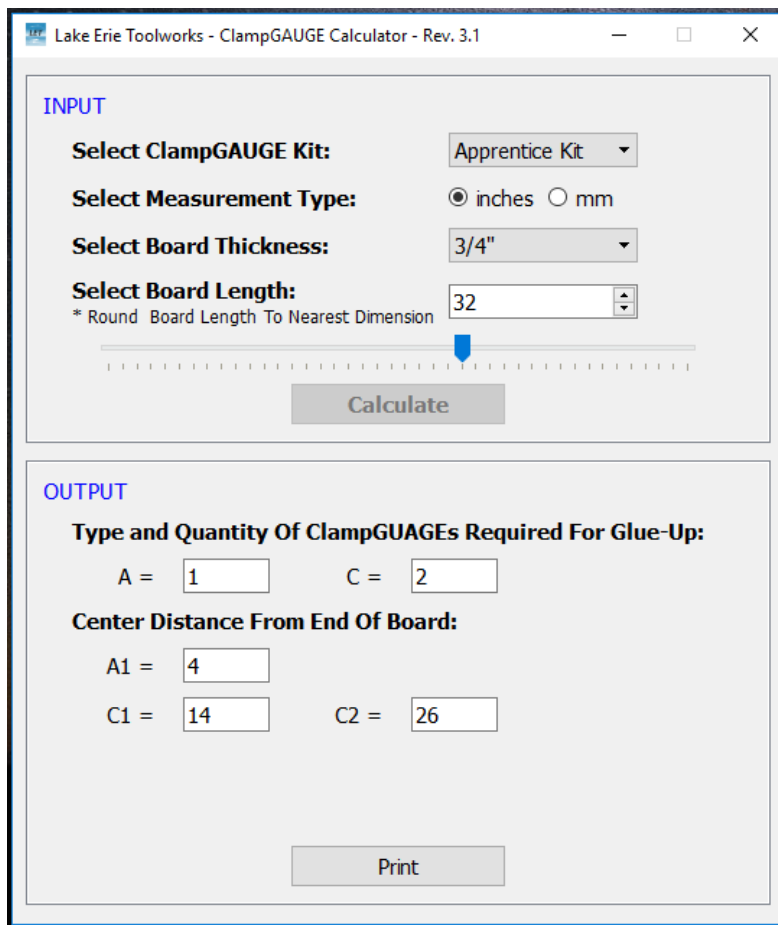 Lake Erie Toolworks - ClampGAUGE Calculator - Rev. 3.1
INPUT
Select ClampGAUGE Kit: Apprentice Kit
Select Measurement Type: inches mm
Select Board Thickness: 3/4"
Select Board Length: 32
* Round Board Length To Nearest Dimension
Calculate
OUTPUT
Type and Quantity Of ClampGUAGEs Required For Glue-Up:
A = 1 C = 2
Center Distance From End Of Board:
A1 = 4
C1 = 14 C2 = 26
Print